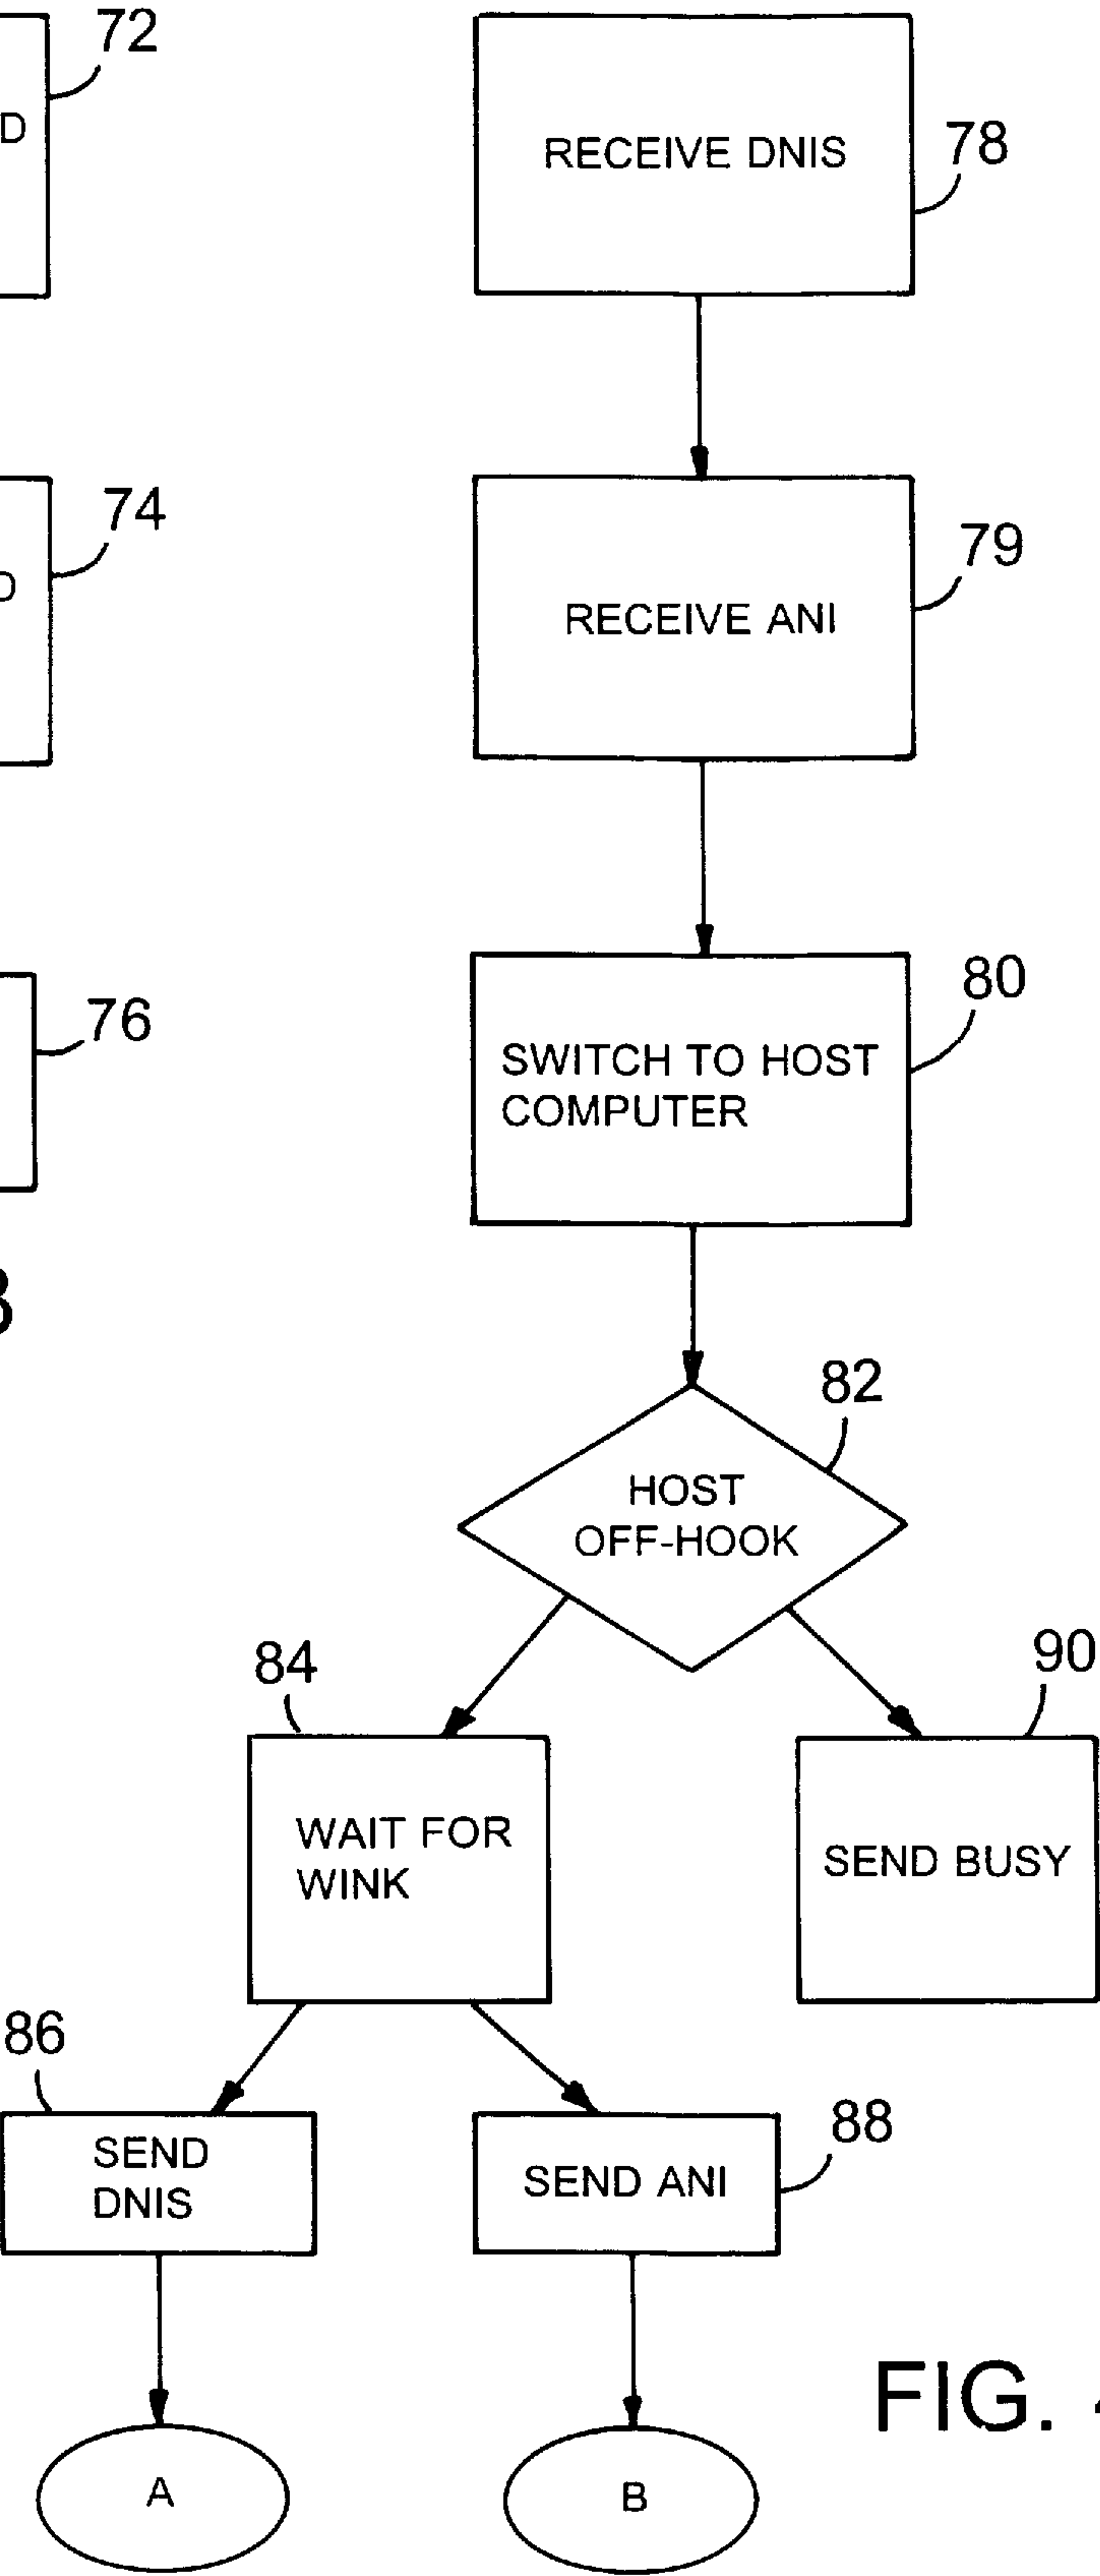 72
D
74
D
76
RECEIVE DNIS
78
RECEIVE ANI
79
SWITCH TO HOST
COMPUTER
80
HOST
OFF-HOOK
82
84
WAIT FOR
WINK
90
SEND BUSY
86
SEND
DNIS
SEND ANI
88
A
B
FIG.